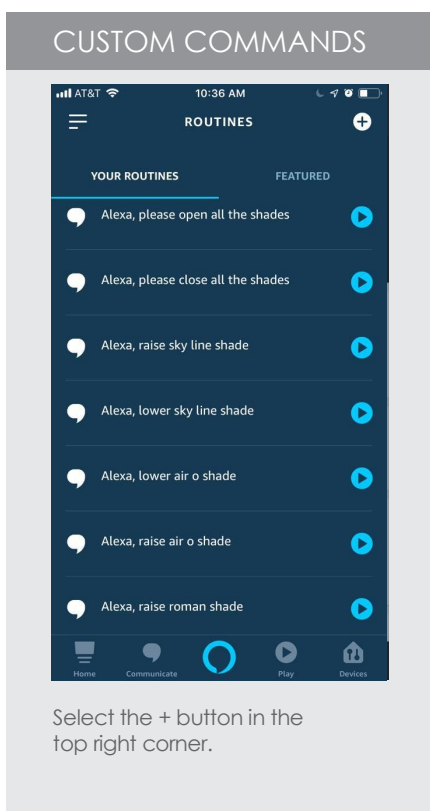 CUSTOM COMMANDS
AT&T 10:36 AM
ROUTINES
YOUR ROUTINES FEATURED
Alexa, please open all the shades
Alexa, please close all the shades
Alexa, raise sky line shade
Alexa, lower sky line shade
Alexa, lower air o shade
Alexa, raise air o shade
Alexa, raise roman shade
Home Communicate Play Devices
Select the + button in the
top right corner.